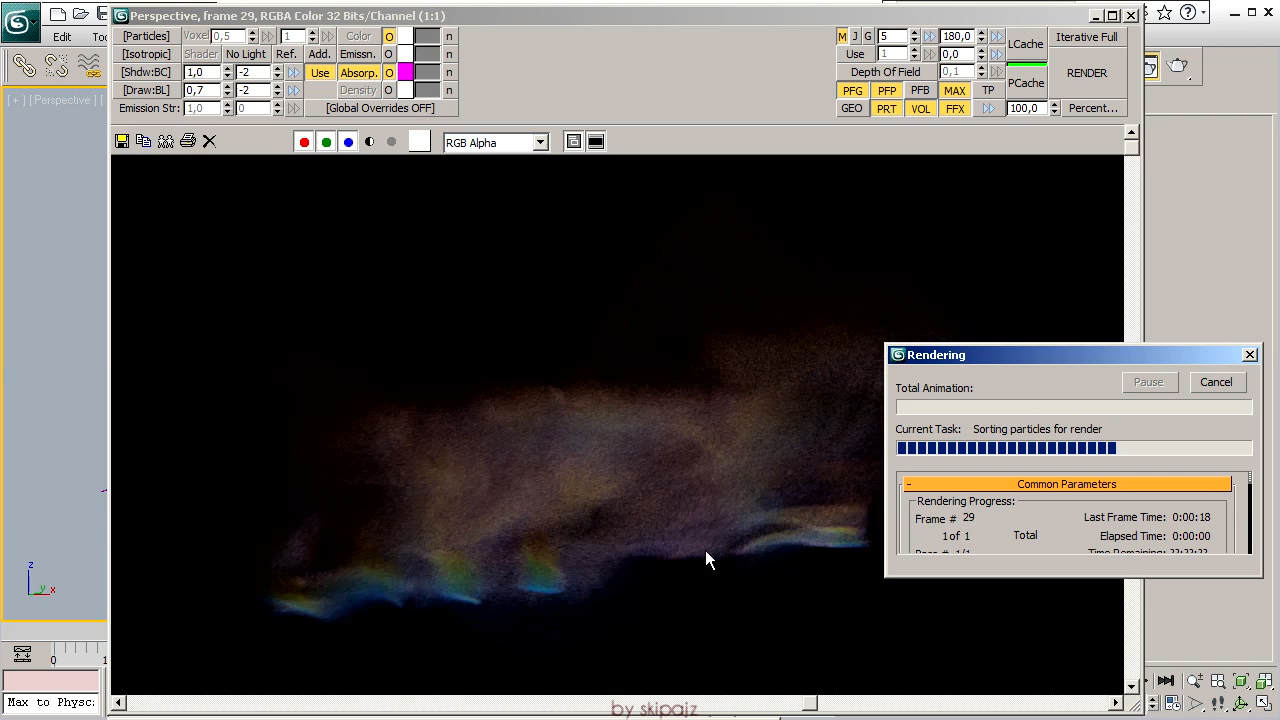 Perspective, frame 29, RGBA Color 32 Bits/Channel (1:1)
[Particles] Voxel 0,5 1 Color O n
M J G 5 180,0 LCache Iterative Full
[Isotropic] Shader No Light Ref. Add. Emissn. O n
Use 1 0,0
[Shdw:BC] 1,0 -2 Use Absorp. O n
Depth Of Field 0,1 PCache RENDER
[Draw:BL] 0,7 -2 Density O n
PFG PFP PFB MAX TP
Emission Str: 1,0 0 [Global Overrides OFF]
GEO PRT VOL FFX 100,0 Percent...
Edit
[ + ] [ Perspective ] [
RGB Alpha
Rendering
Total Animation:
Pause Cancel
Current Task: Sorting particles for render
- Common Parameters
Rendering Progress:
Frame # 29 Last Frame Time: 0:00:18
1 of 1 Total Elapsed Time: 0:00:00
Pass # 1/1 Time Remaining: ??:??:??
z
y x
0
Max to Physc:
by skipajz